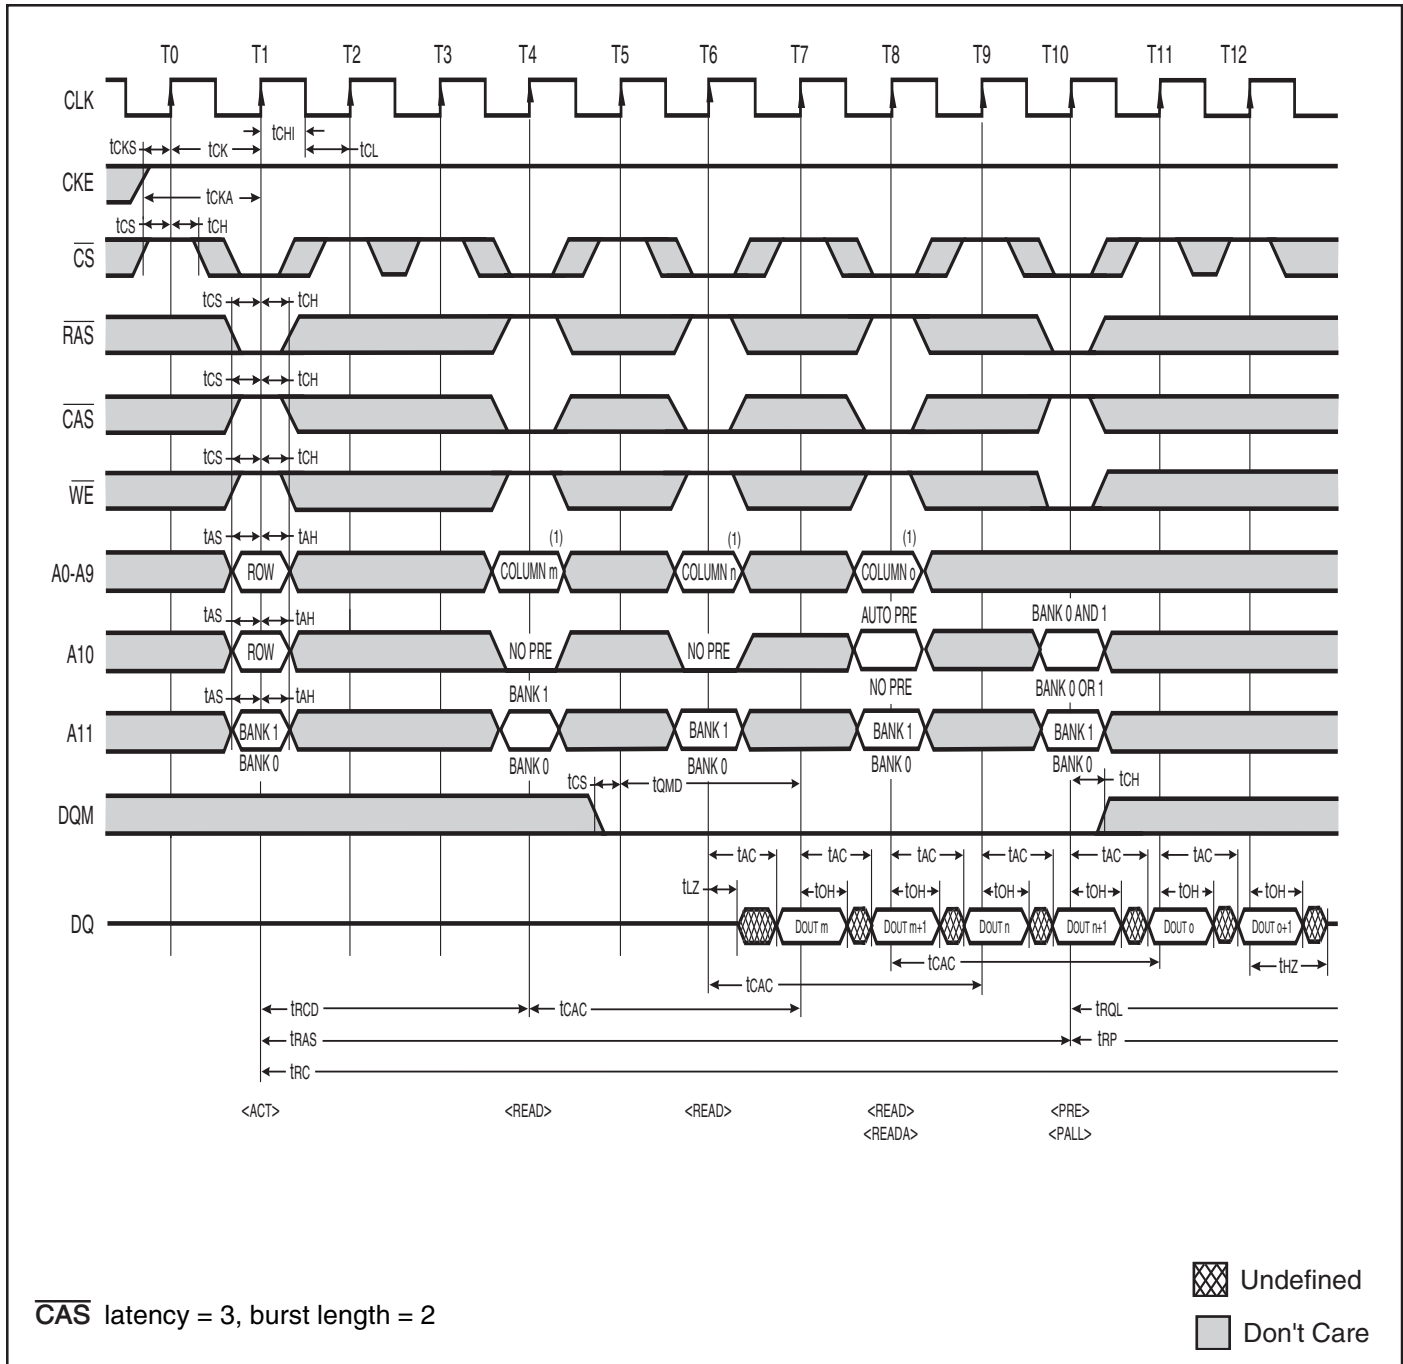 T0 T1 T2 T3 T4 T5 T6 T7 T8 T9 T10 T11 T12
CLK
tCHI
tCKS tCK tCL
CKE
tCKA
tCS tCH
CS
tCS tCH
RAS
tCS tCH
CAS
tCS tCH
WE
tAS tAH (1) (1) (1)
A0-A9 ROW COLUMN m COLUMN n COLUMN o
tAS tAH AUTO PRE BANK 0 AND 1
A10 ROW NO PRE NO PRE
tAS tAH BANK 1 NO PRE BANK 0 OR 1
A11 BANK 1 BANK 1 BANK 1 BANK 1
BANK 0 BANK 0 BANK 0 BANK 0 BANK 0
tCS tQMD tCH
DQM
tAC tAC tAC tAC tAC tAC
tLZ tOH tOH tOH tOH tOH tOH
DQ DOUT m DOUT m+1 DOUT n DOUT n+1 DOUT o DOUT o+1
tCAC tHZ
tCAC
tRCD tCAC tRQL
tRAS tRP
tRC
<ACT> <READ> <READ> <READ> <PRE>
<READA> <PALL>
Undefined
CAS latency = 3, burst length = 2
Don't Care